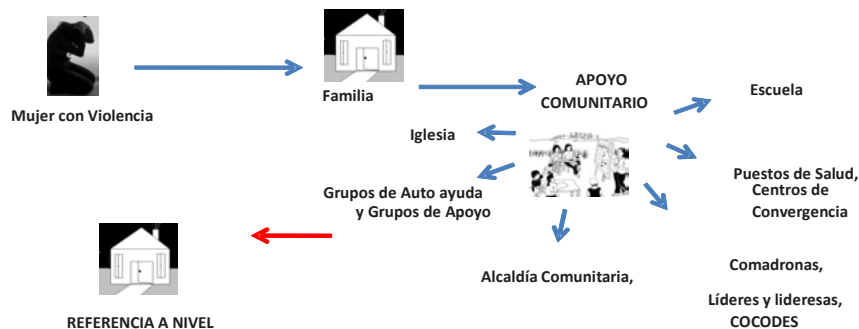 Mujer con Violencia
Familia
APOYO
COMUNITARIO
Escuela
Iglesia
Puestos de Salud,
Centros de
Convergencia
Grupos de Auto ayuda
y Grupos de Apoyo
Alcaldía Comunitaria,
Comadronas,
Líderes y lideresas,
COCODES
REFERENCIA A NIVEL